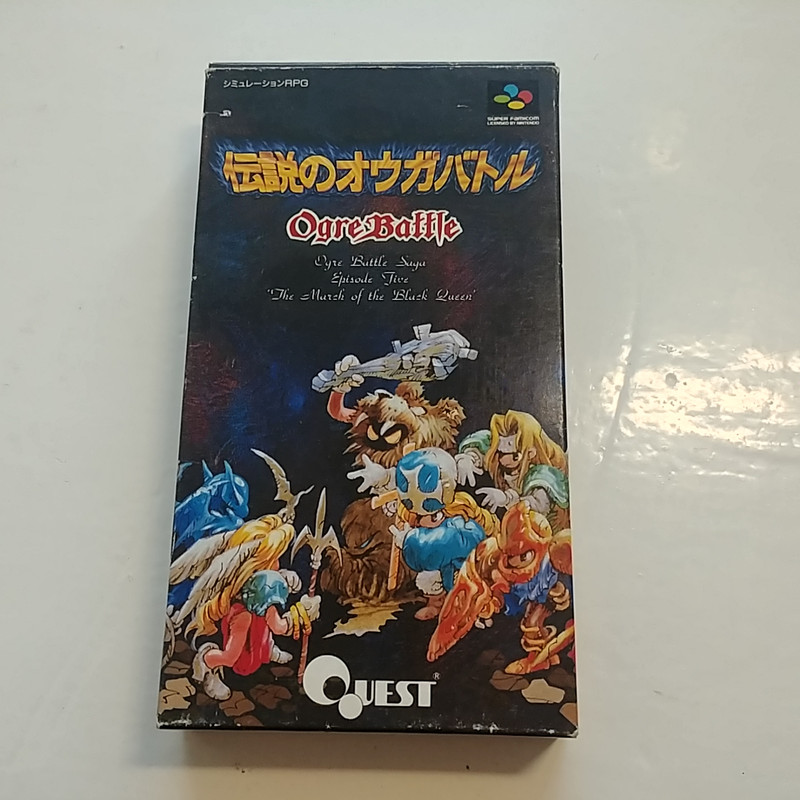 シミュレーションRPG
SUPER FAMICOM
LICENSED BY NINTENDO
伝説のオウガバトル
Ogre Battle
Ogre Battle Saga
Episode Five
"The March of the Black Queen"
QUEST®